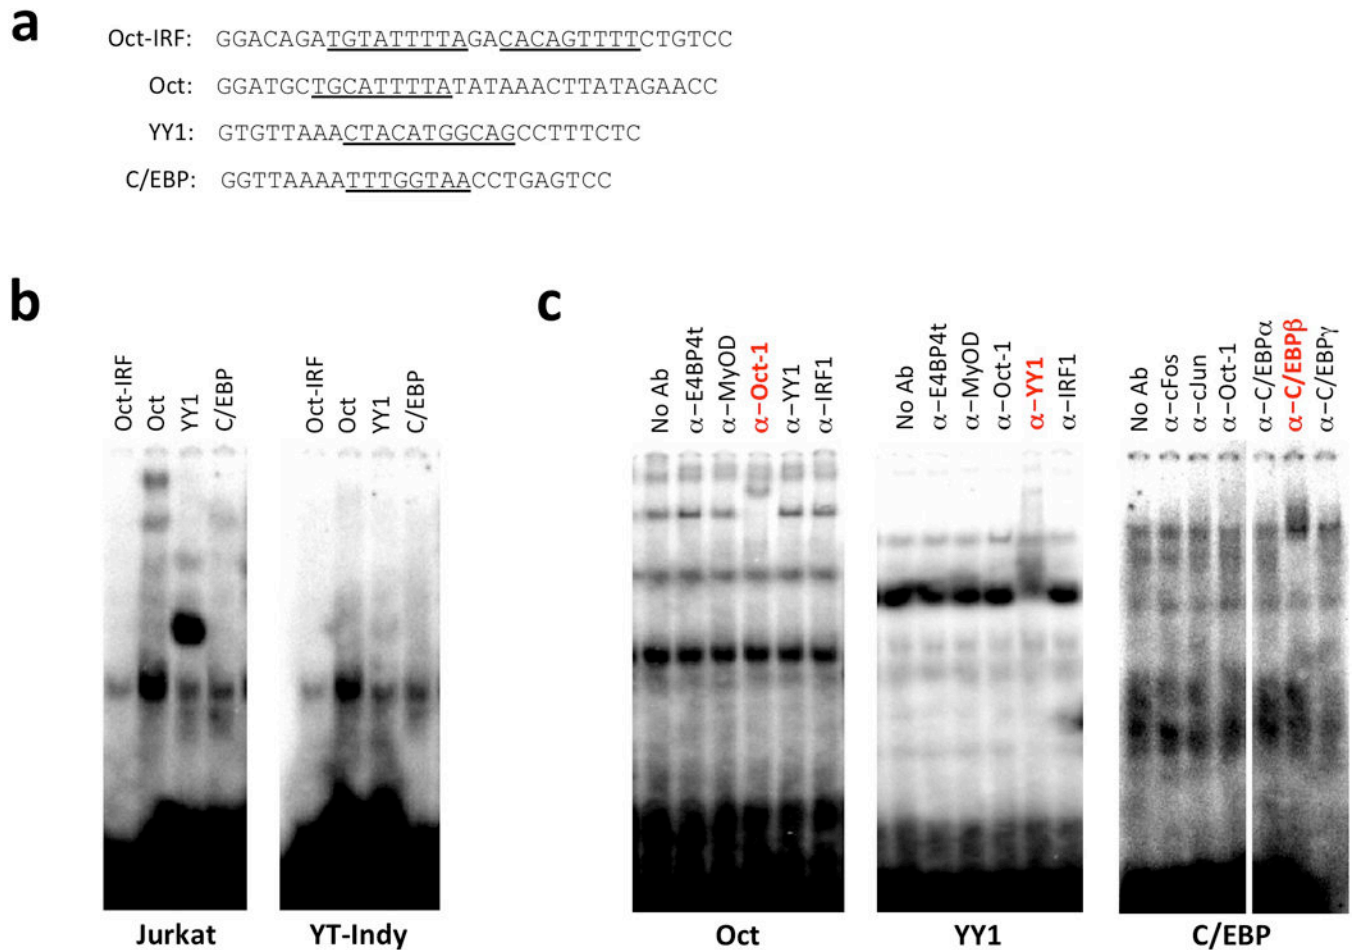 a
Oct-IRF: GGACAGATGTATTTTAGACACAGTTTTCTGTCC
Oct: GGATGCTGCATTTTATATAAACTTATAGAACC
YY1: GTGTTAAACTACATGGCAGCCTTTCTC
C/EBP: GGTTAAAATTTGGTAACCTGAGTCC
b
Oct-IRF
Oct
YY1
C/EBP
Oct-IRF
Oct
YY1
C/EBP
Jurkat
YT-Indy
c
No Ab
α-E4BP4t
α-MyOD
α-Oct-1
α-YY1
α-IRF1
No Ab
α-E4BP4t
α-MyOD
α-Oct-1
α-YY1
α-IRF1
No Ab
α-cFos
α-cJun
α-Oct-1
α-C/EBPα
α-C/EBPβ
α-C/EBPγ
Oct
YY1
C/EBP